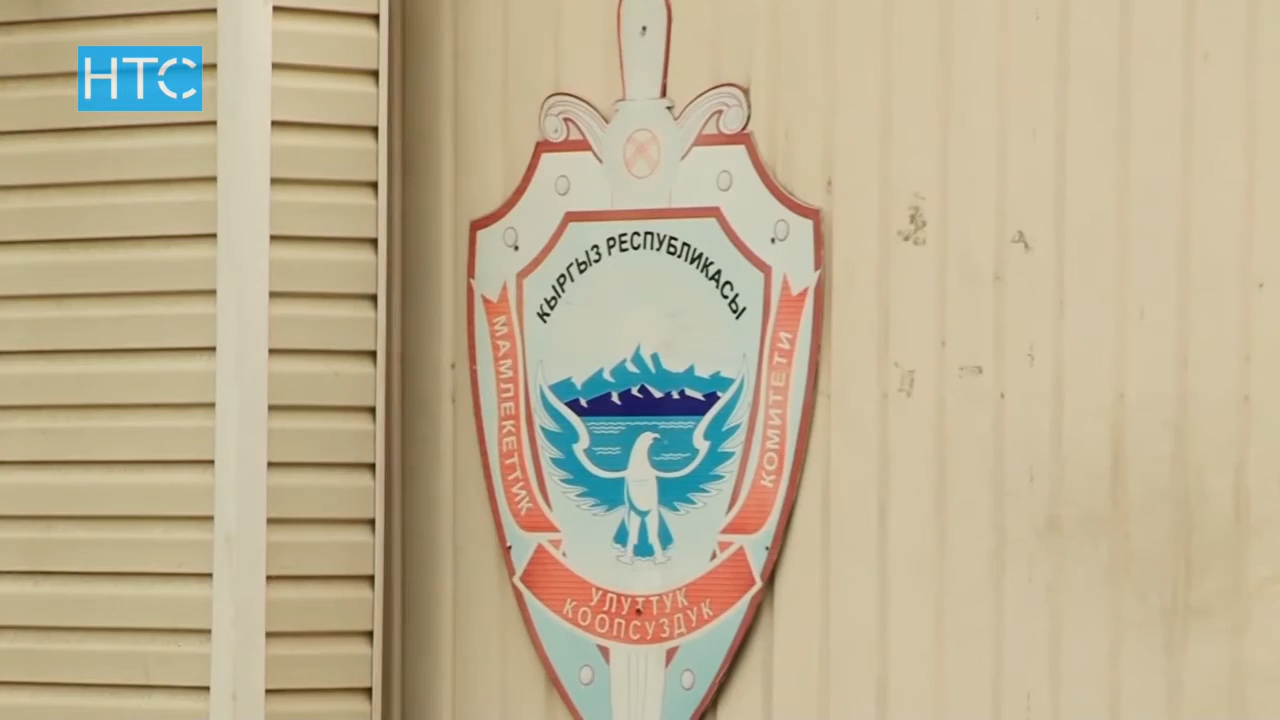 НТС
КЫРГЫЗ РЕСПУБЛИКАСЫ
МАМЛЕКЕТТИК
УЛУТТУК
КООПСУЗДУК
КОМИТЕТИ